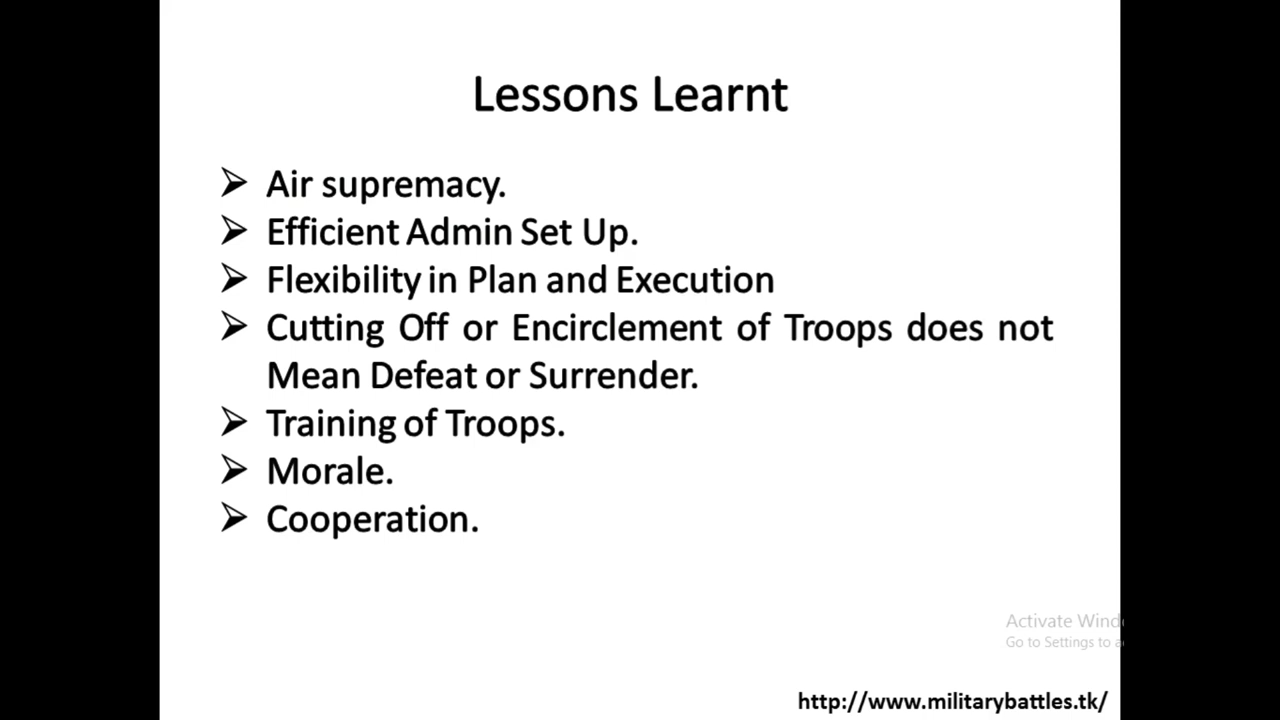 Lessons Learnt
➢ Air supremacy.
➢ Efficient Admin Set Up.
➢ Flexibility in Plan and Execution
➢ Cutting Off or Encirclement of Troops does not
Mean Defeat or Surrender.
➢ Training of Troops.
➢ Morale.
➢ Cooperation.
Activate
Go to Settings to
http://www.militarybattles.tk/